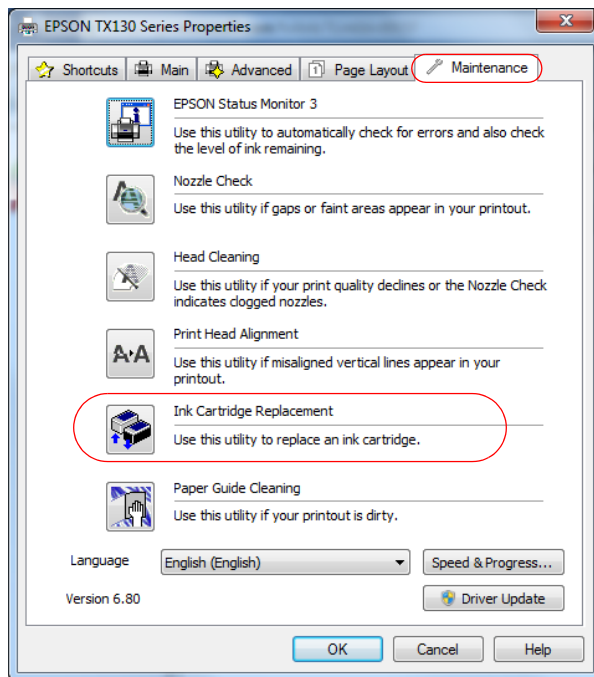 EPSON TX130 Series Properties
Shortcuts
Main
Advanced
Page Layout
Maintenance
EPSON Status Monitor 3
Use this utility to automatically check for errors and also check
the level of ink remaining.
Nozzle Check
Use this utility if gaps or faint areas appear in your printout.
Head Cleaning
Use this utility if your print quality declines or the Nozzle Check
indicates clogged nozzles.
Print Head Alignment
Use this utility if misaligned vertical lines appear in your
printout.
Ink Cartridge Replacement
Use this utility to replace an ink cartridge.
Paper Guide Cleaning
Use this utility if your printout is dirty.
Language
English (English)
Speed & Progress...
Version 6.80
Driver Update
OK
Cancel
Help